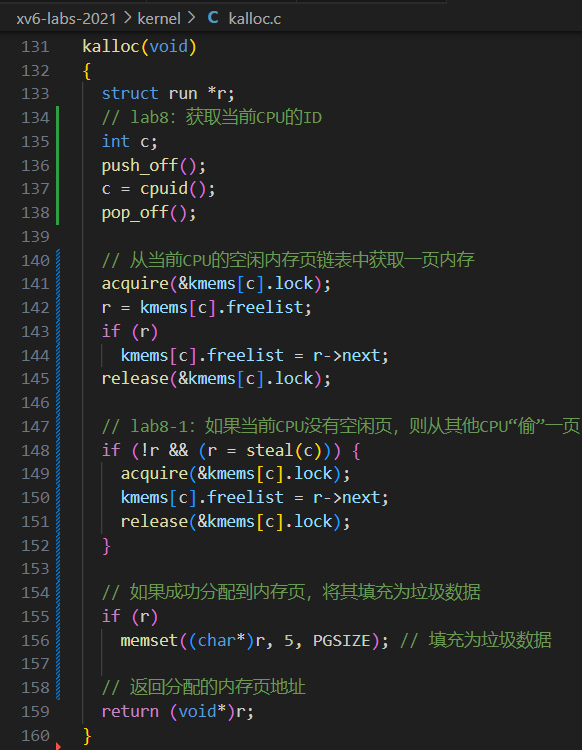 xv6-labs-2021 > kernel > C kalloc.c
131 kalloc(void)
132 {
133 struct run *r;
134 // lab8：获取当前CPU的ID
135 int c;
136 push_off();
137 c = cpuid();
138 pop_off();
139
140 // 从当前CPU的空闲内存页链表中获取一页内存
141 acquire(&kmems[c].lock);
142 r = kmems[c].freelist;
143 if (r)
144 kmems[c].freelist = r->next;
145 release(&kmems[c].lock);
146
147 // lab8-1：如果当前CPU没有空闲页，则从其他CPU“偷”一页
148 if (!r && (r = steal(c))) {
149 acquire(&kmems[c].lock);
150 kmems[c].freelist = r->next;
151 release(&kmems[c].lock);
152 }
153
154 // 如果成功分配到内存页，将其填充为垃圾数据
155 if (r)
156 memset((char*)r, 5, PGSIZE); // 填充为垃圾数据
157
158 // 返回分配的内存页地址
159 return (void*)r;
160 }